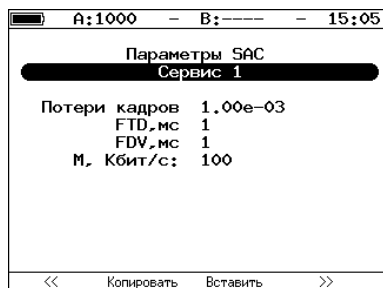 A:1000 – B:---- – 15:05
Параметры SAC
Сервис 1
Потери кадров 1.00e-03
FTD,мс 1
FDV,мс 1
М, Кбит/с: 100
<< Копировать Вставить >>